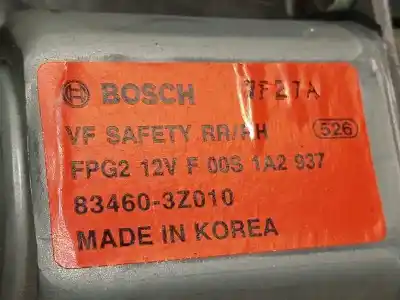 BOSCH 7F27A
VF SAFETY RR/RH 526
FPG2 12V F 00S 1A2 937
83460-3Z010
MADE IN KOREA